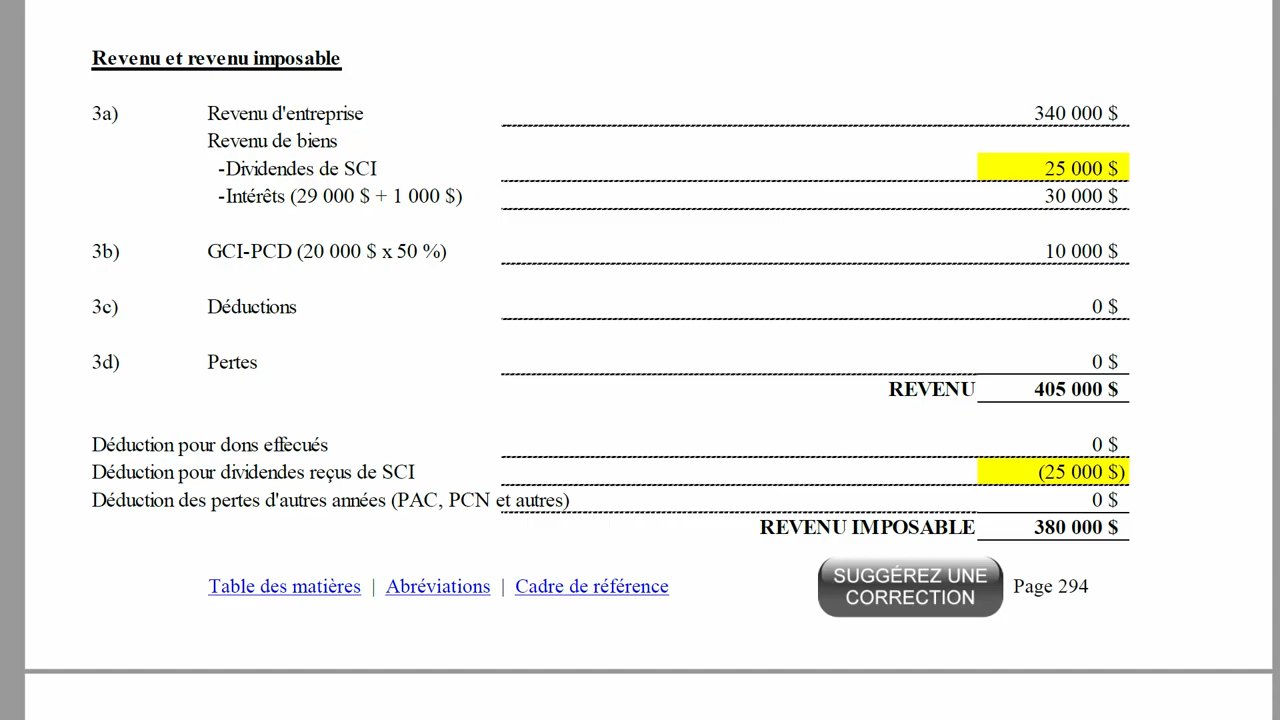 Revenu et revenu imposable
3a) Revenu d'entreprise 340 000 $
Revenu de biens
-Dividendes de SCI 25 000 $
-Intérêts (29 000 $ + 1 000 $) 30 000 $
3b) GCI-PCD (20 000 $ x 50 %) 10 000 $
3c) Déductions 0 $
3d) Pertes 0 $
REVENU 405 000 $
Déduction pour dons effecués 0 $
Déduction pour dividendes reçus de SCI (25 000 $)
Déduction des pertes d'autres années (PAC, PCN et autres) 0 $
REVENU IMPOSABLE 380 000 $
Table des matières | Abréviations | Cadre de référence
SUGGÉREZ UNE
CORRECTION
Page 294